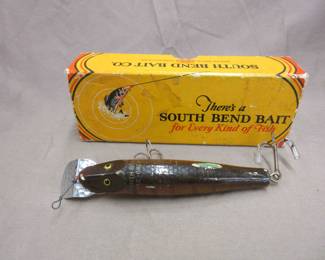 SOUTH BEND BAIT CO.
There's a
SOUTH BEND BAIT
for Every Kind of Fish